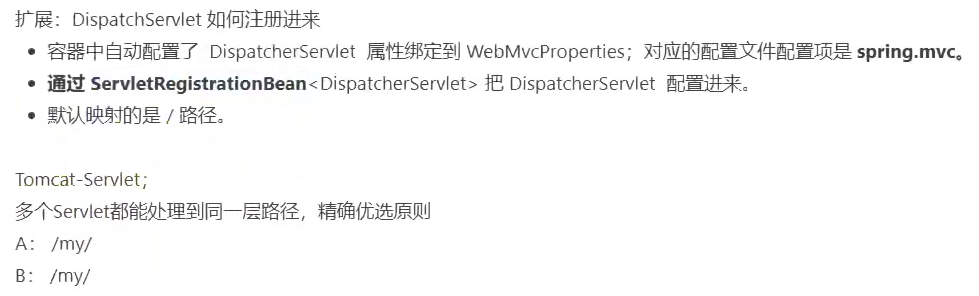 扩展：DispatchServlet 如何注册进来
• 容器中自动配置了 DispatcherServlet 属性绑定到 WebMvcProperties；对应的配置文件配置项是 spring.mvc。
• 通过 ServletRegistrationBean<DispatcherServlet> 把 DispatcherServlet 配置进来。
• 默认映射的是 / 路径。
Tomcat-Servlet；
多个Servlet都能处理到同一层路径，精确优选原则
A： /my/
B： /my/